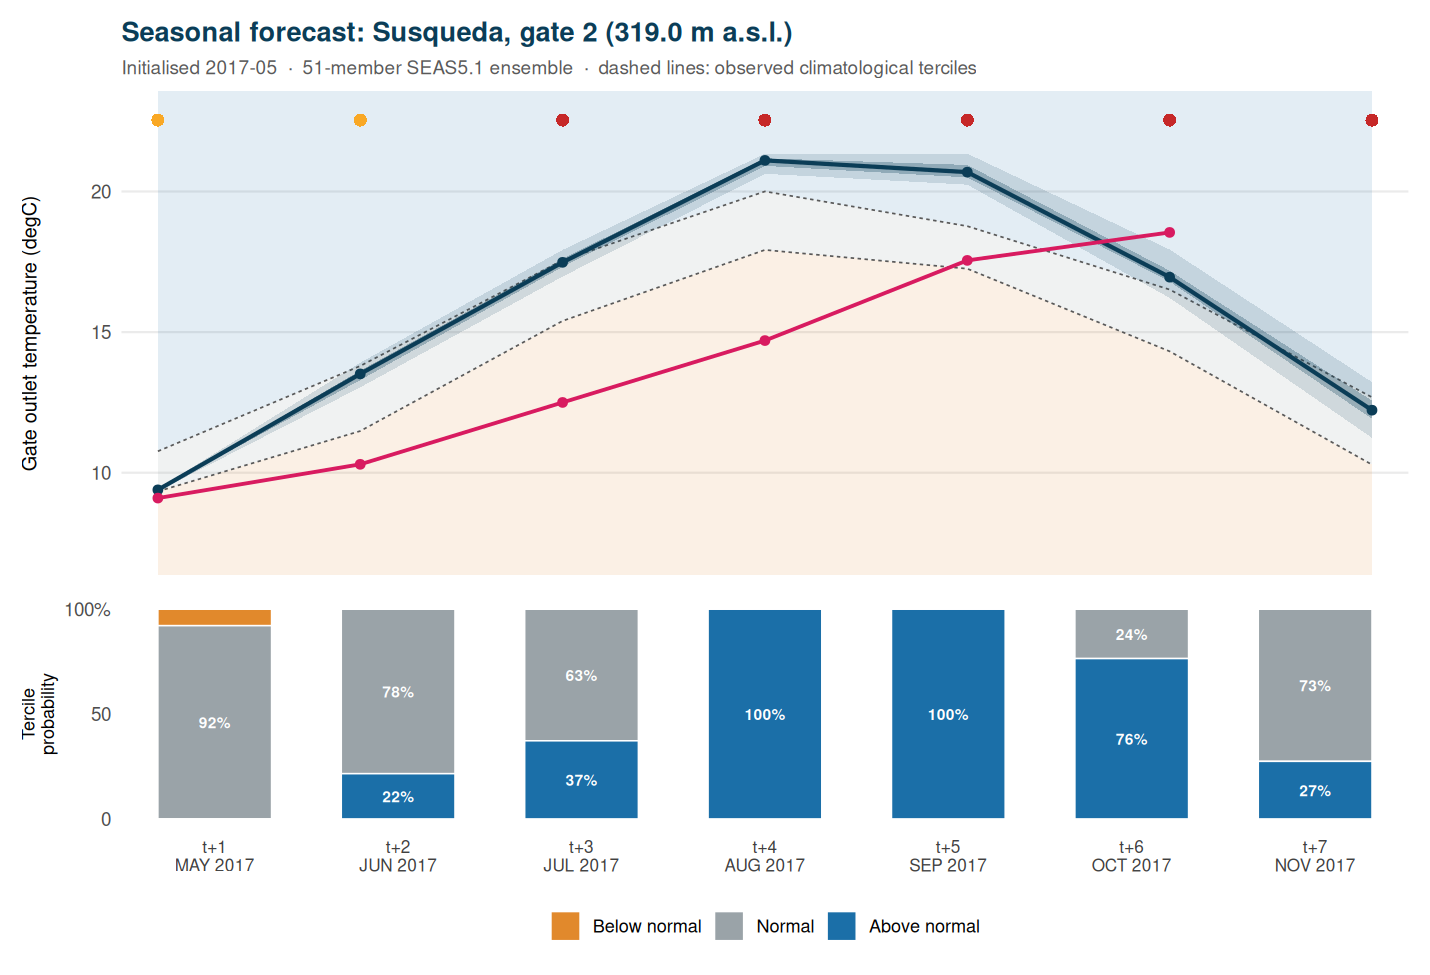 Seasonal forecast: Susqueda, gate 2 (319.0 m a.s.l.)
Initialised 2017-05 · 51-member SEAS5.1 ensemble · dashed lines: observed climatological terciles
Gate outlet temperature (degC)
20
15
10
Tercile
probability
100%
50
0
92%
78%
22%
63%
37%
100%
100%
24%
76%
73%
27%
t+1
MAY 2017
t+2
JUN 2017
t+3
JUL 2017
t+4
AUG 2017
t+5
SEP 2017
t+6
OCT 2017
t+7
NOV 2017
Below normal
Normal
Above normal